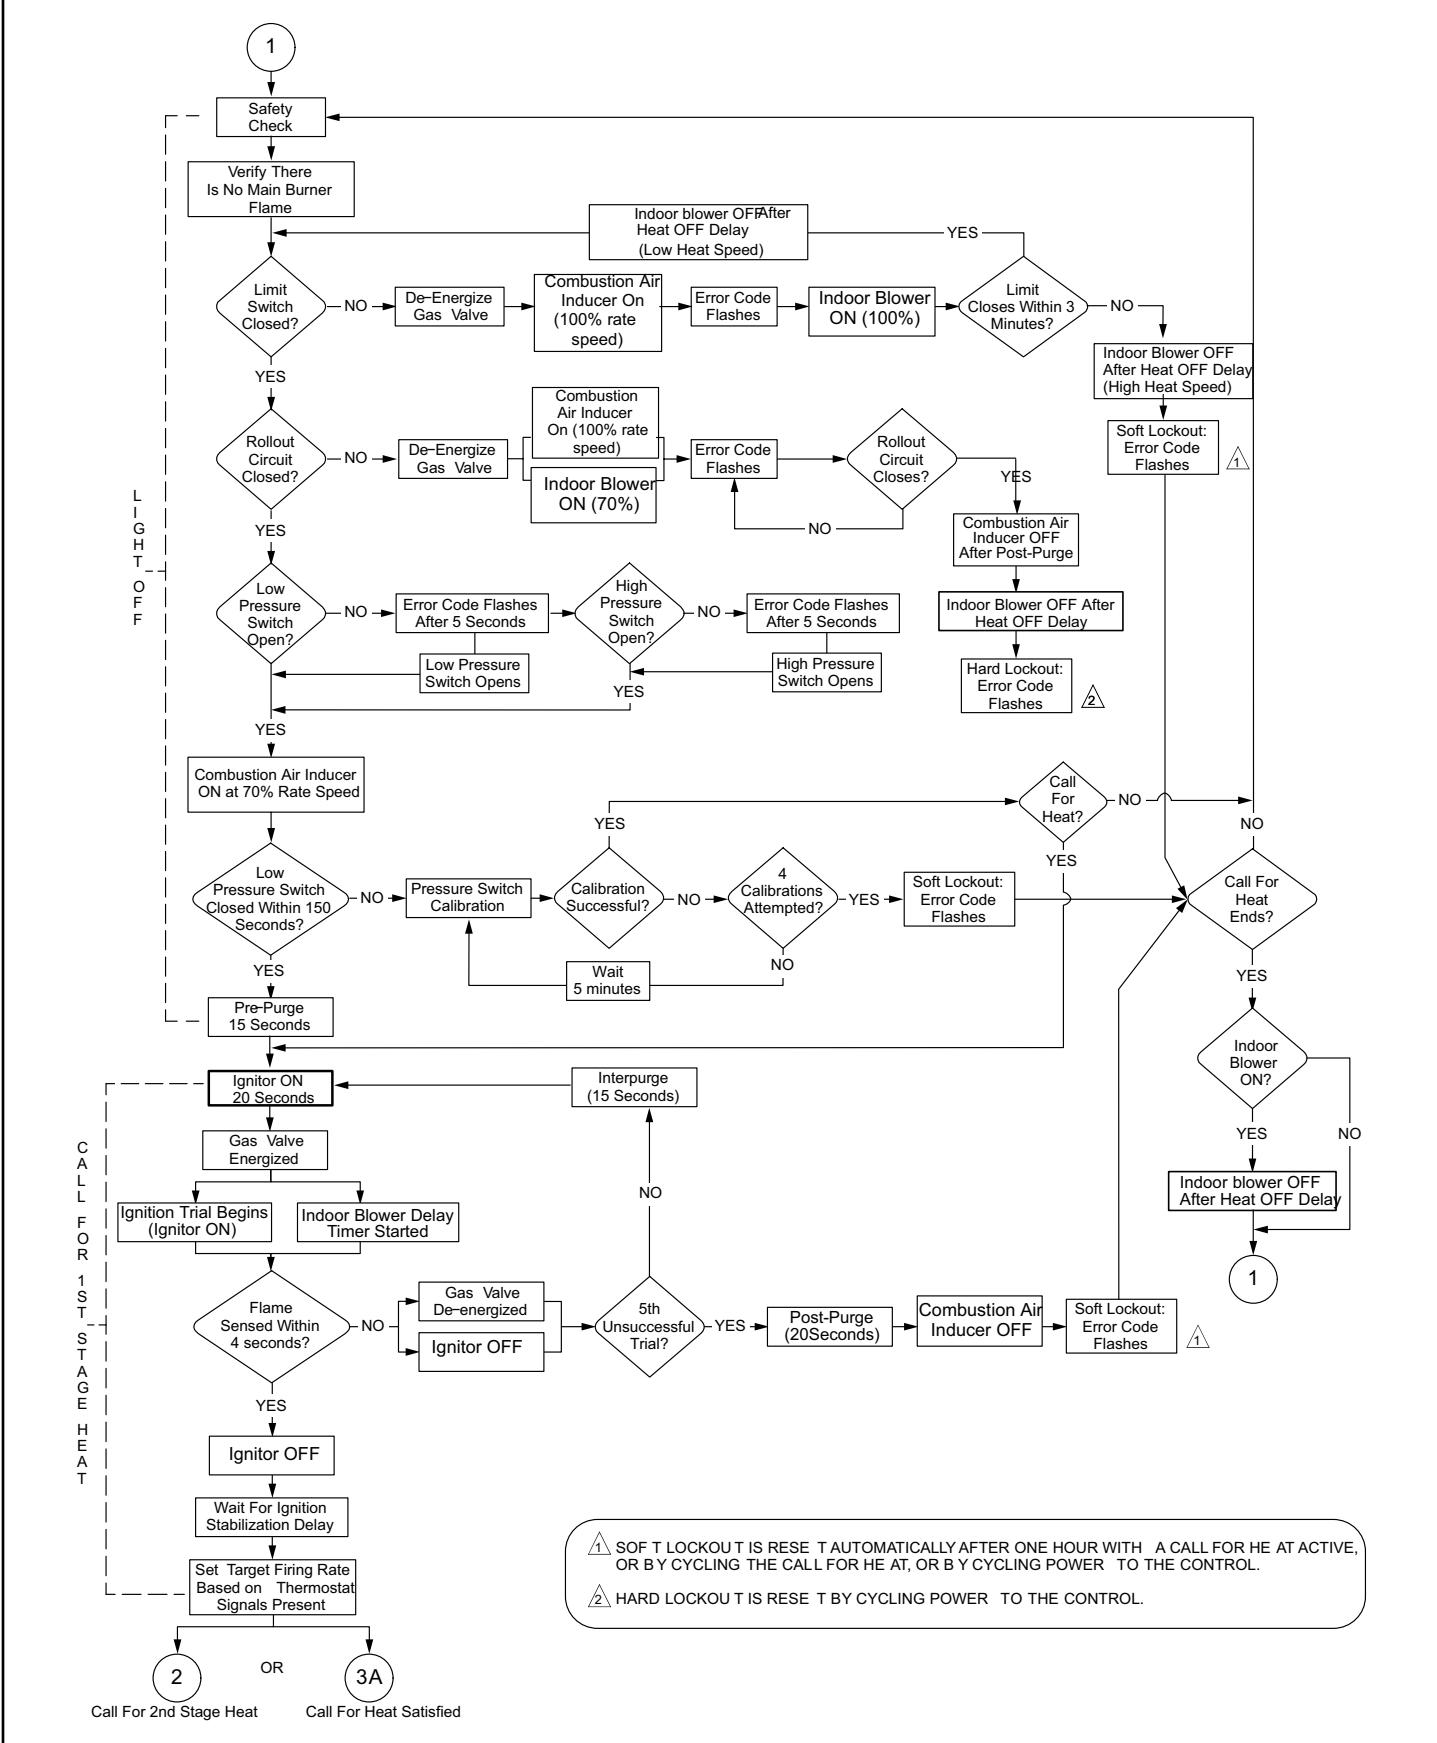 1
Safety
Check
Verify There
Is No Main Burner
Flame
Indoor blower OFF After
Heat OFF Delay
(Low Heat Speed)
YES
Limit
Switch
Closed?
NO
De-Energize
Gas Valve
Combustion Air
Inducer On
(100% rate
speed)
Error Code
Flashes
Indoor Blower
ON (100%)
Limit
Closes Within 3
Minutes?
NO
Indoor Blower OFF
After Heat OFF Delay
(High Heat Speed)
Soft Lockout:
Error Code
Flashes
1
YES
Rollout
Circuit
Closed?
NO
De-Energize
Gas Valve
Combustion
Air Inducer
On (100% rate
speed)
Indoor Blower
ON (70%)
Error Code
Flashes
Rollout
Circuit
Closes?
NO
YES
Combustion Air
Inducer OFF
After Post-Purge
Indoor Blower OFF After
Heat OFF Delay
Hard Lockout:
Error Code
Flashes
2
LIGHT OFF
YES
Low
Pressure
Switch
Open?
NO
Error Code Flashes
After 5 Seconds
Low Pressure
Switch Opens
High
Pressure
Switch
Open?
NO
Error Code Flashes
After 5 Seconds
High Pressure
Switch Opens
YES
YES
Combustion Air Inducer
ON at 70% Rate Speed
Low
Pressure Switch
Closed Within 150
Seconds?
NO
Pressure Switch
Calibration
Calibration
Successful?
YES
NO
4
Calibrations
Attempted?
YES
NO
Wait
5 minutes
Soft Lockout:
Error Code
Flashes
Call
For
Heat?
NO
YES
NO
Call For
Heat
Ends?
YES
Indoor
Blower
ON?
YES
NO
Indoor blower OFF
After Heat OFF Delay
1
YES
Pre-Purge
15 Seconds
Ignitor ON
20 Seconds
Interpurge
(15 Seconds)
CALL FOR 1ST STAGE HEAT
Gas Valve
Energized
Ignition Trial Begins
(Ignitor ON)
Indoor Blower Delay
Timer Started
Flame
Sensed Within
4 seconds?
NO
Gas Valve
De-energized
Ignitor OFF
5th
Unsuccessful
Trial?
NO
YES
Post-Purge
(20Seconds)
Combustion Air
Inducer OFF
Soft Lockout:
Error Code
Flashes
1
YES
Ignitor OFF
Wait For Ignition
Stabilization Delay
Set Target Firing Rate
Based on Thermostat
Signals Present
2
OR
3A
Call For 2nd Stage Heat
Call For Heat Satisfied
1 SOF T LOCKOU T IS RESE T AUTOMATICALLY AFTER ONE HOUR WITH A CALL FOR HE AT ACTIVE,
OR B Y CYCLING THE CALL FOR HE AT, OR B Y CYCLING POWER TO THE CONTROL.
2 HARD LOCKOU T IS RESE T BY CYCLING POWER TO THE CONTROL.